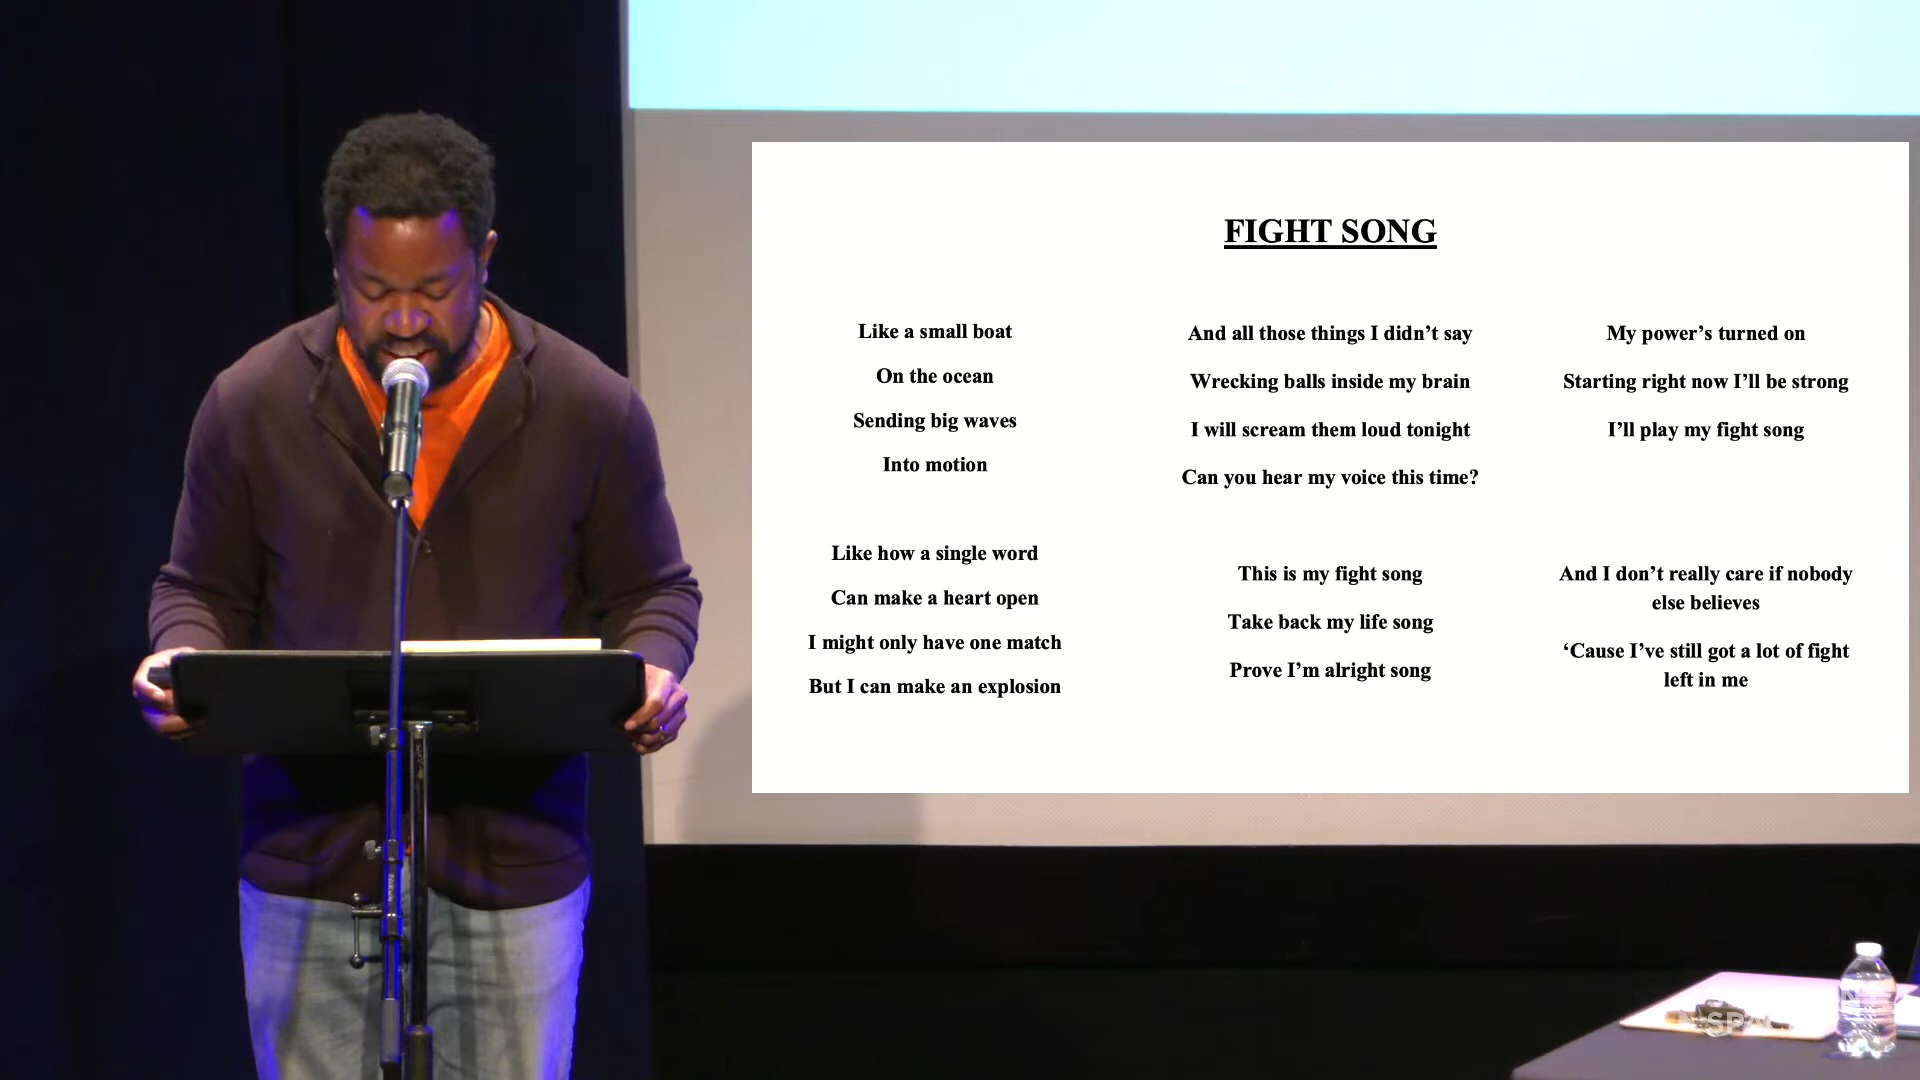 FIGHT SONG
Like a small boat
On the ocean
Sending big waves
Into motion
Like how a single word
Can make a heart open
I might only have one match
But I can make an explosion
And all those things I didn’t say
Wrecking balls inside my brain
I will scream them loud tonight
Can you hear my voice this time?
This is my fight song
Take back my life song
Prove I’m alright song
My power’s turned on
Starting right now I’ll be strong
I’ll play my fight song
And I don’t really care if nobody
else believes
‘Cause I’ve still got a lot of fight
left in me